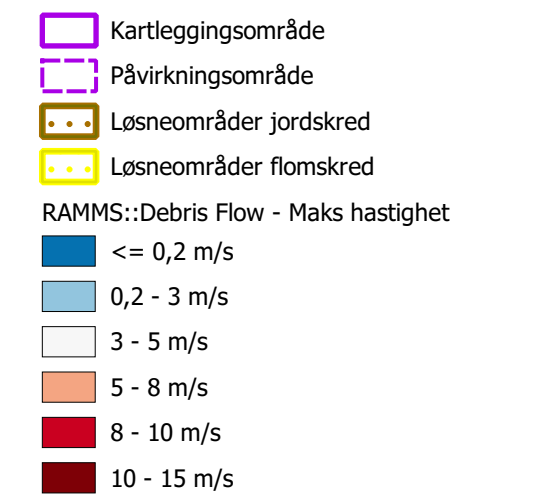 Kartleggingsområde
Påvirkningsområde
Løsneområder jordskred
Løsneområder flomskred
RAMMS::Debris Flow - Maks hastighet
<= 0,2 m/s
0,2 - 3 m/s
3 - 5 m/s
5 - 8 m/s
8 - 10 m/s
10 - 15 m/s